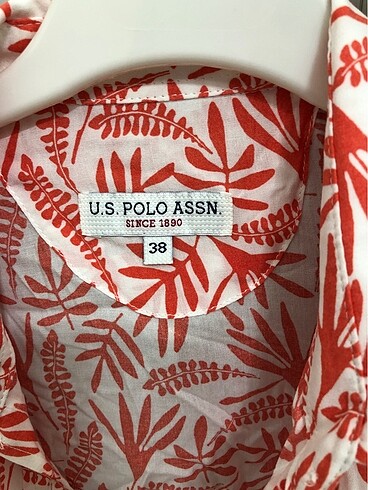 U.S. POLO ASSN.
SINCE 1890
38